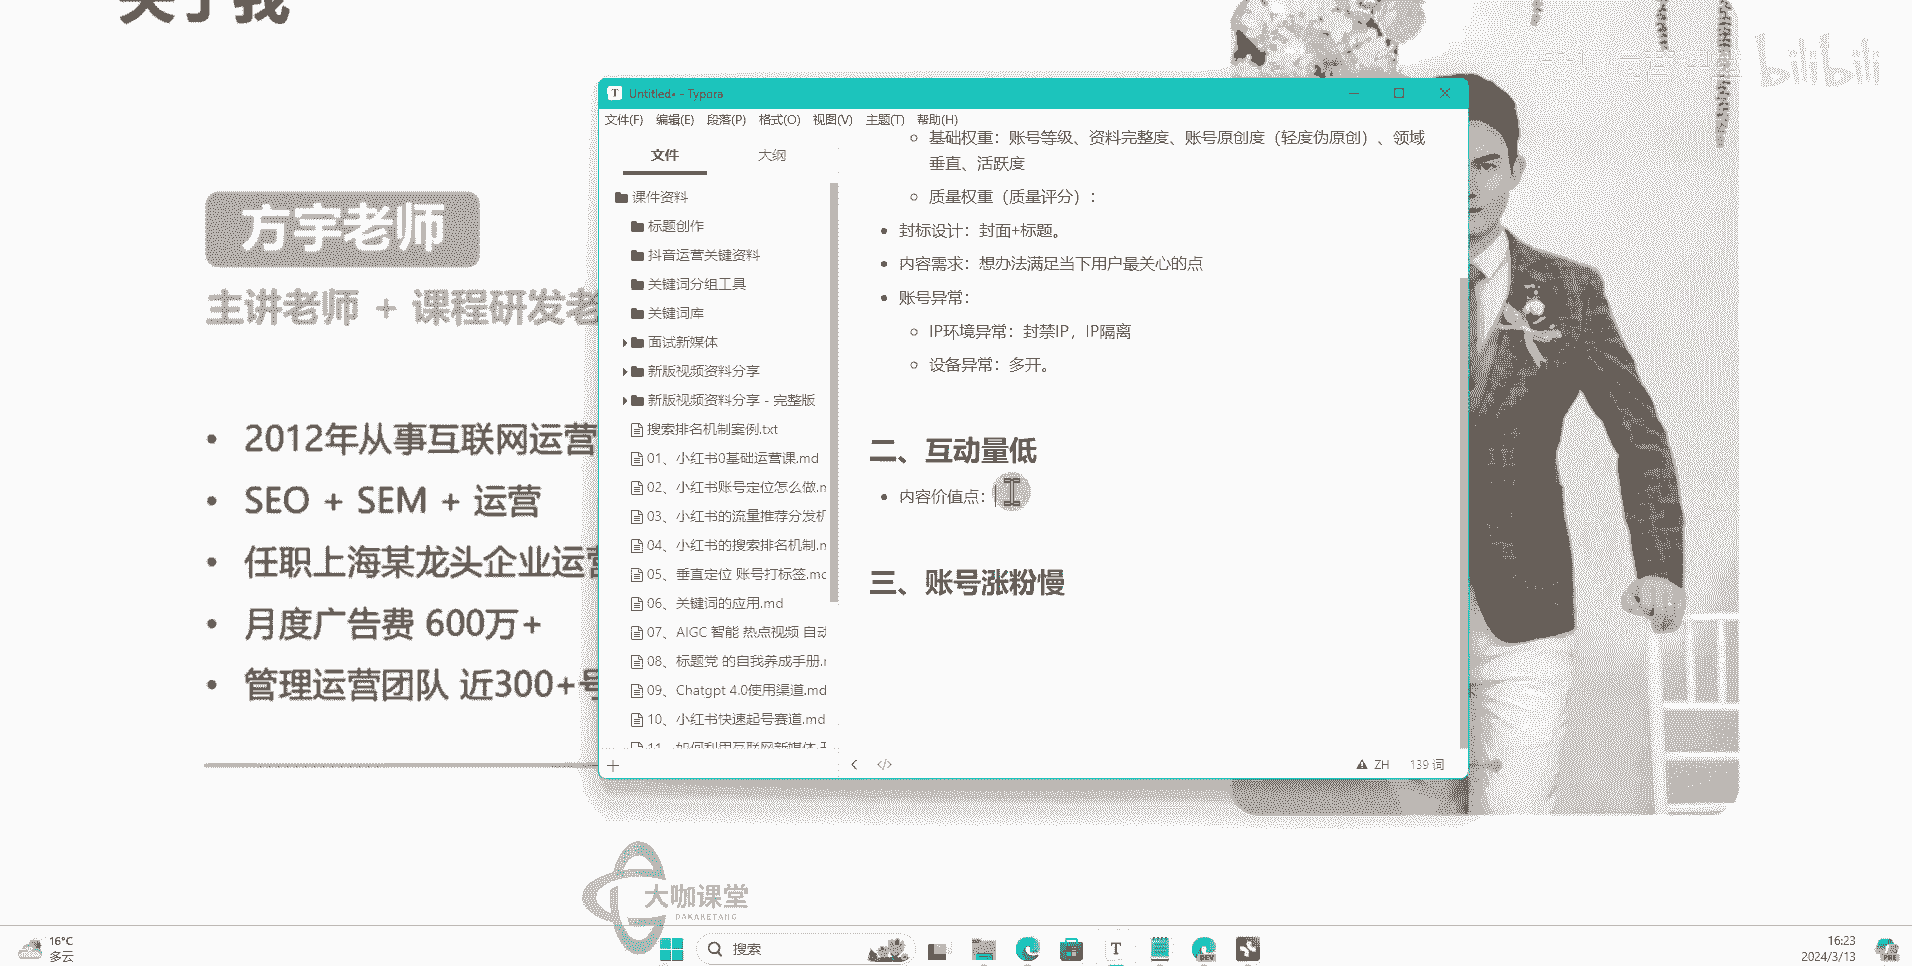 关于我
bilibili
方宇老师
主讲老师 + 课程研发老
2012年从事互联网运营
SEO + SEM + 运营
任职上海某龙头企业运营
月度广告费 600万+
管理运营团队 近300+号
Untitled• - Typora
文件(F) 编辑(E) 段落(P) 格式(O) 视图(V) 主题(T) 帮助(H)
文件 大纲
课件资料
标题创作
抖音运营关键资料
关键词分组工具
关键词库
面试新媒体
新版视频资料分享
新版视频资料分享 - 完整版
搜索排名机制案例.txt
01、小红书0基础运营课.md
02、小红书账号定位怎么做.m
03、小红书的流量推荐分发机
04、小红书的搜索排名机制.m
05、垂直定位 账号打标签.md
06、关键词的应用.md
07、AIGC 智能 热点视频 自动
08、标题党 的自我养成手册.m
09、Chatgpt 4.0使用渠道.md
10、小红书快速起号赛道.md
11、如何利用互联网新媒体
基础权重：账号等级、资料完整度、账号原创度（轻度伪原创）、领域
垂直、活跃度
质量权重（质量评分）：
封标设计：封面+标题。
内容需求：想办法满足当下用户最关心的点
账号异常：
IP环境异常：封禁IP，IP隔离
设备异常：多开。
二、互动量低
内容价值点：
三、账号涨粉慢
ZH 139 词
大咖课堂
DAKAKETANG
16°C
多云
搜索
T
DEV
16:23
2024/3/13
PRE